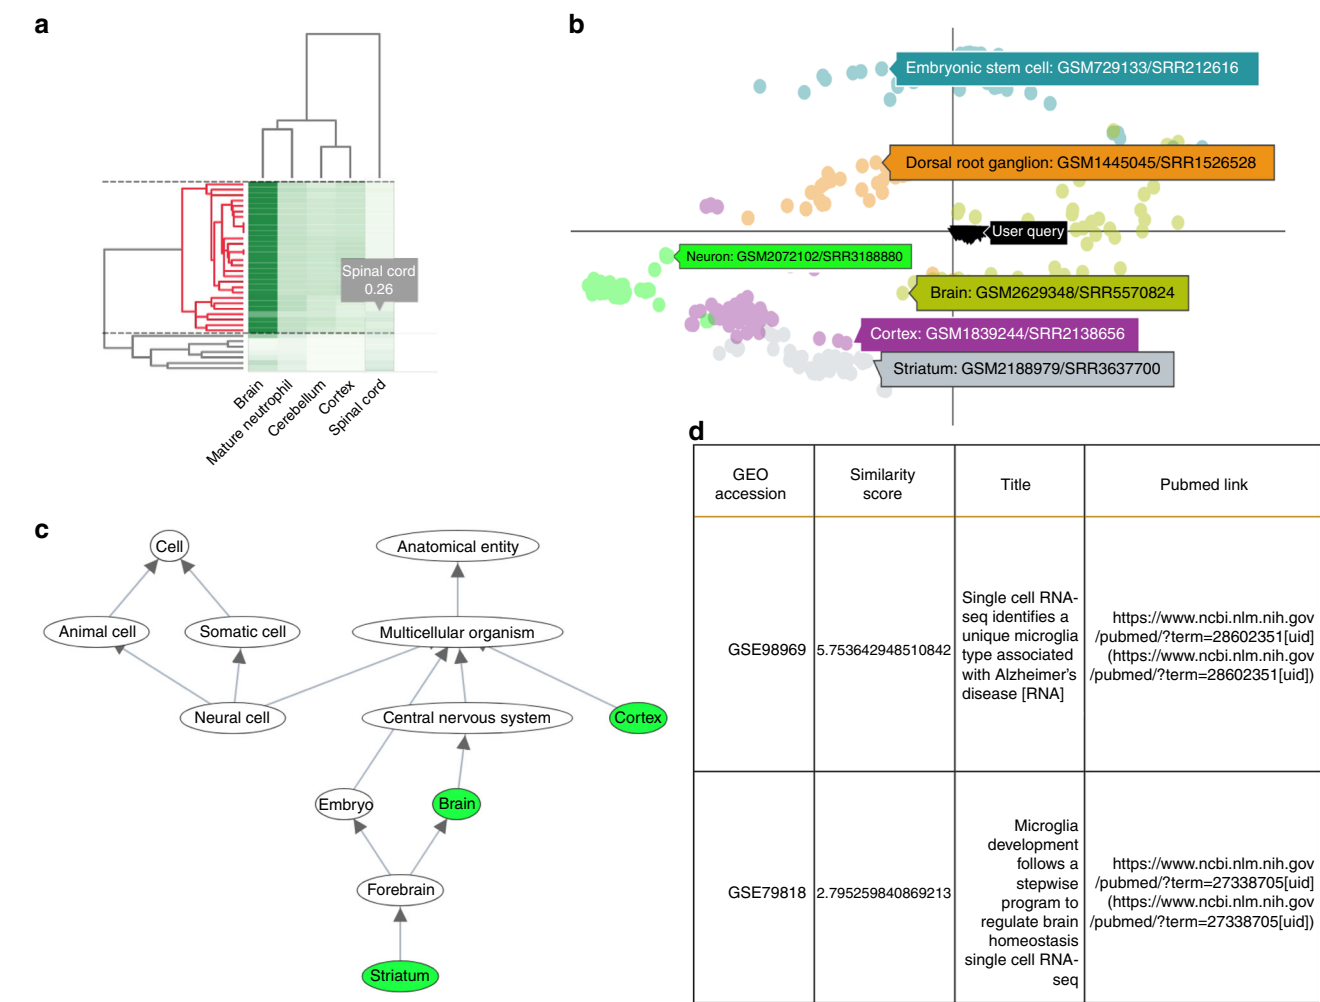 a
Spinal cord
0.26
Brain
Mature neutrophil
Cerebellum
Cortex
Spinal cord
b
Embryonic stem cell: GSM729133/SRR212616
Dorsal root ganglion: GSM1445045/SRR1526528
User query
Neuron: GSM2072102/SRR3188880
Brain: GSM2629348/SRR5570824
Cortex: GSM1839244/SRR2138656
Striatum: GSM2188979/SRR3637700
c
Cell
Anatomical entity
Animal cell
Somatic cell
Multicellular organism
Neural cell
Central nervous system
Cortex
Embryo
Brain
Forebrain
Striatum
d
GEO
accession
Similarity
score
Title
Pubmed link
GSE98969
5.753642948510842
Single cell RNA-
seq identifies a
unique microglia
type associated
with Alzheimer's
disease [RNA]
https://www.ncbi.nlm.nih.gov
/pubmed/?term=28602351[uid]
(https://www.ncbi.nlm.nih.gov
/pubmed/?term=28602351[uid])
GSE79818
2.795259840869213
Microglia
development
follows a
stepwise
program to
regulate brain
homeostasis
single cell RNA-
seq
https://www.ncbi.nlm.nih.gov
/pubmed/?term=27338705[uid]
(https://www.ncbi.nlm.nih.gov
/pubmed/?term=27338705[uid])